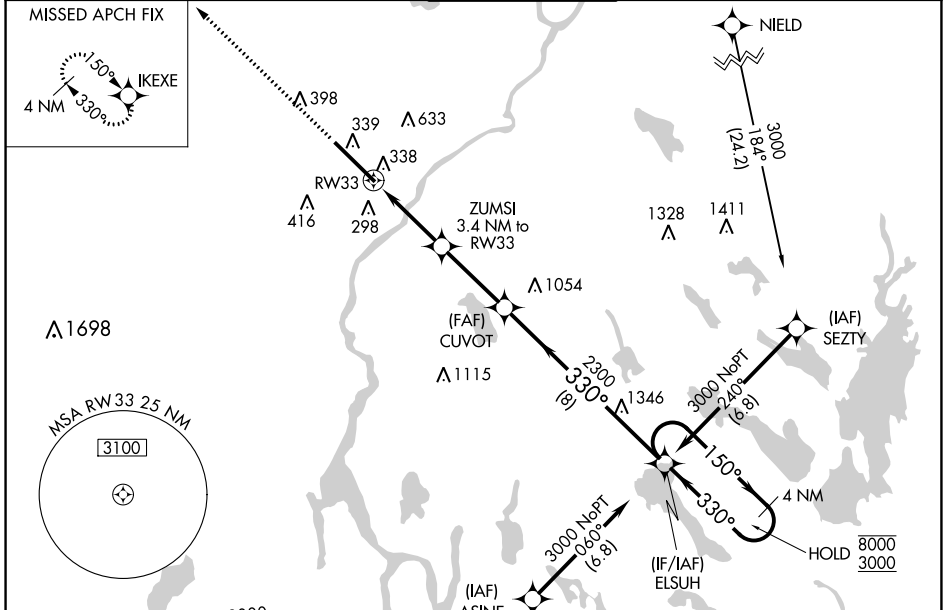 MISSED APCH FIX
IKEXE
150°
330°
4 NM
NIELD
3000
184°
(24.2)
398
339
633
338
RW33
416
298
ZUMSI
3.4 NM to
RW33
1328
1411
1054
(FAF)
CUVOT
(IAF)
SEZTY
1698
1115
2300
330°
(8)
1346
3000 NoPT
240°
(6.8)
MSA RW33 25 NM
3100
150°
330°
4 NM
HOLD
8000
3000
3000 NoPT
060°
(6.8)
(IF/IAF)
ELSUH
(IAF)